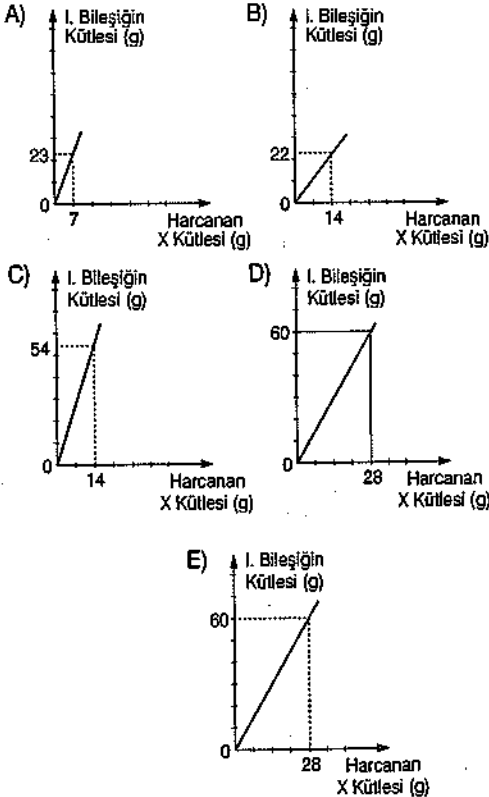 A) I. Bileşiğin
Kütlesi (g)
23
0
7
Harcanan
X Kütlesi (g)
B) I. Bileşiğin
Kütlesi (g)
22
0
14
Harcanan
X Kütlesi (g)
C) I. Bileşiğin
Kütlesi (g)
54
0
14
Harcanan
X Kütlesi (g)
D) I. Bileşiğin
Kütlesi (g)
60
0
28
Harcanan
X Kütlesi (g)
E) I. Bileşiğin
Kütlesi (g)
60
0
28
Harcanan
X Kütlesi (g)